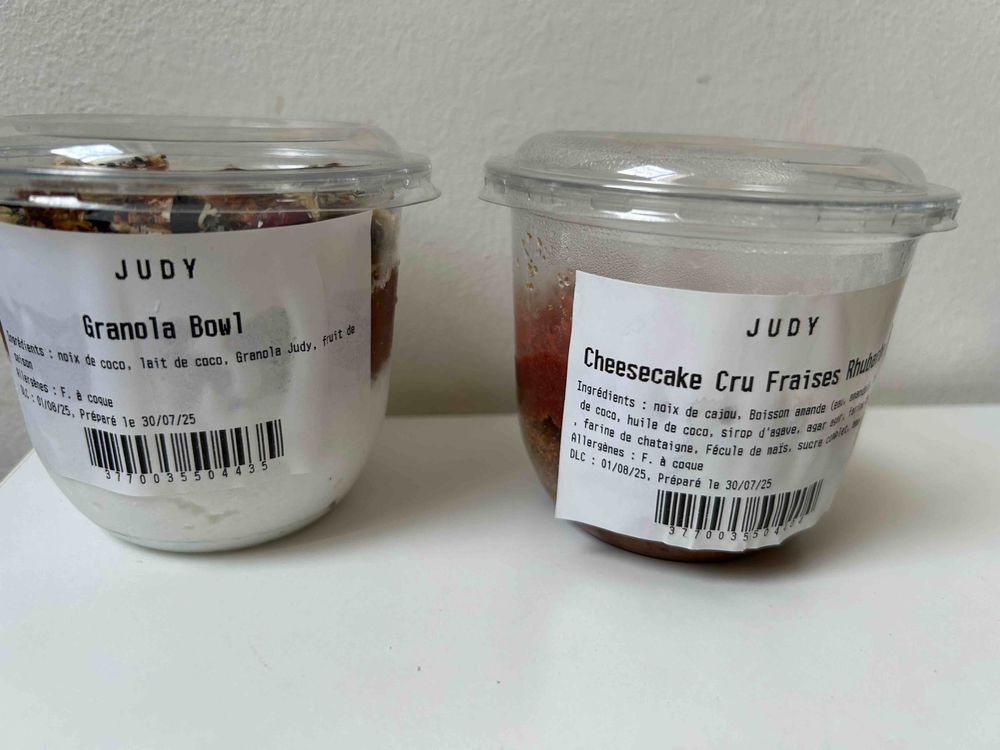 JUDY
Granola Bowl
Ingrédients : noix de coco, lait de coco, Granola Judy, fruit de
saison
Allergènes : F. à coque
DLC : 01/08/25, Préparé le 30/07/25
3770035504435
JUDY
Cheesecake Cru Fraises
Ingrédients : noix de cajou, Boisson amande (eau,
de coco, huile de coco, sirop d'agave, agar agar, farine
, farine de chataigne, Fécule de maïs, sucre complet,
Allergènes : F. à coque
DLC : 01/08/25, Préparé le 30/07/25